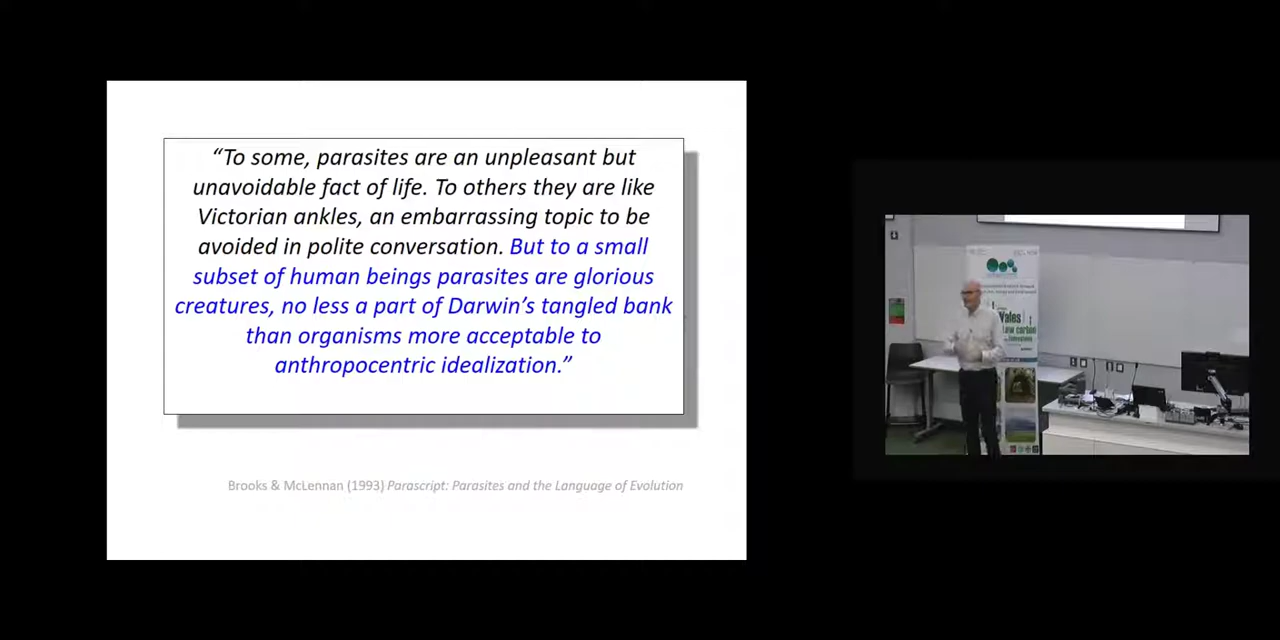 “To some, parasites are an unpleasant but
unavoidable fact of life. To others they are like
Victorian ankles, an embarrassing topic to be
avoided in polite conversation. But to a small
subset of human beings parasites are glorious
creatures, no less a part of Darwin’s tangled bank
than organisms more acceptable to
anthropocentric idealization.”
Brooks & McLennan (1993) Parascript: Parasites and the Language of Evolution
Wales
low carbon